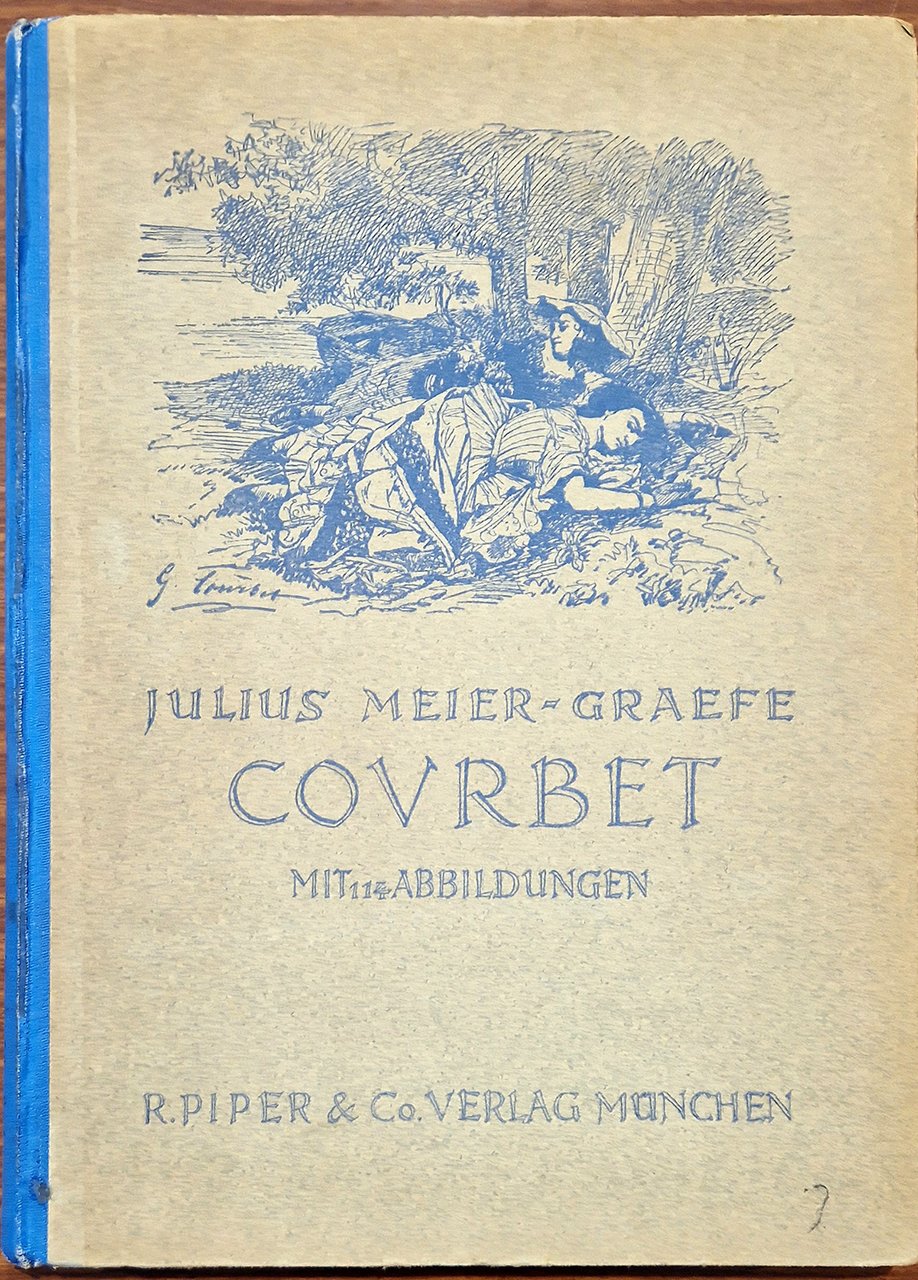 G Courbet
JULIUS MEIER-GRAEFE
COVRBET
MIT 114 ABBILDUNGEN
R. PIPER & Co. VERLAG MÜNCHEN